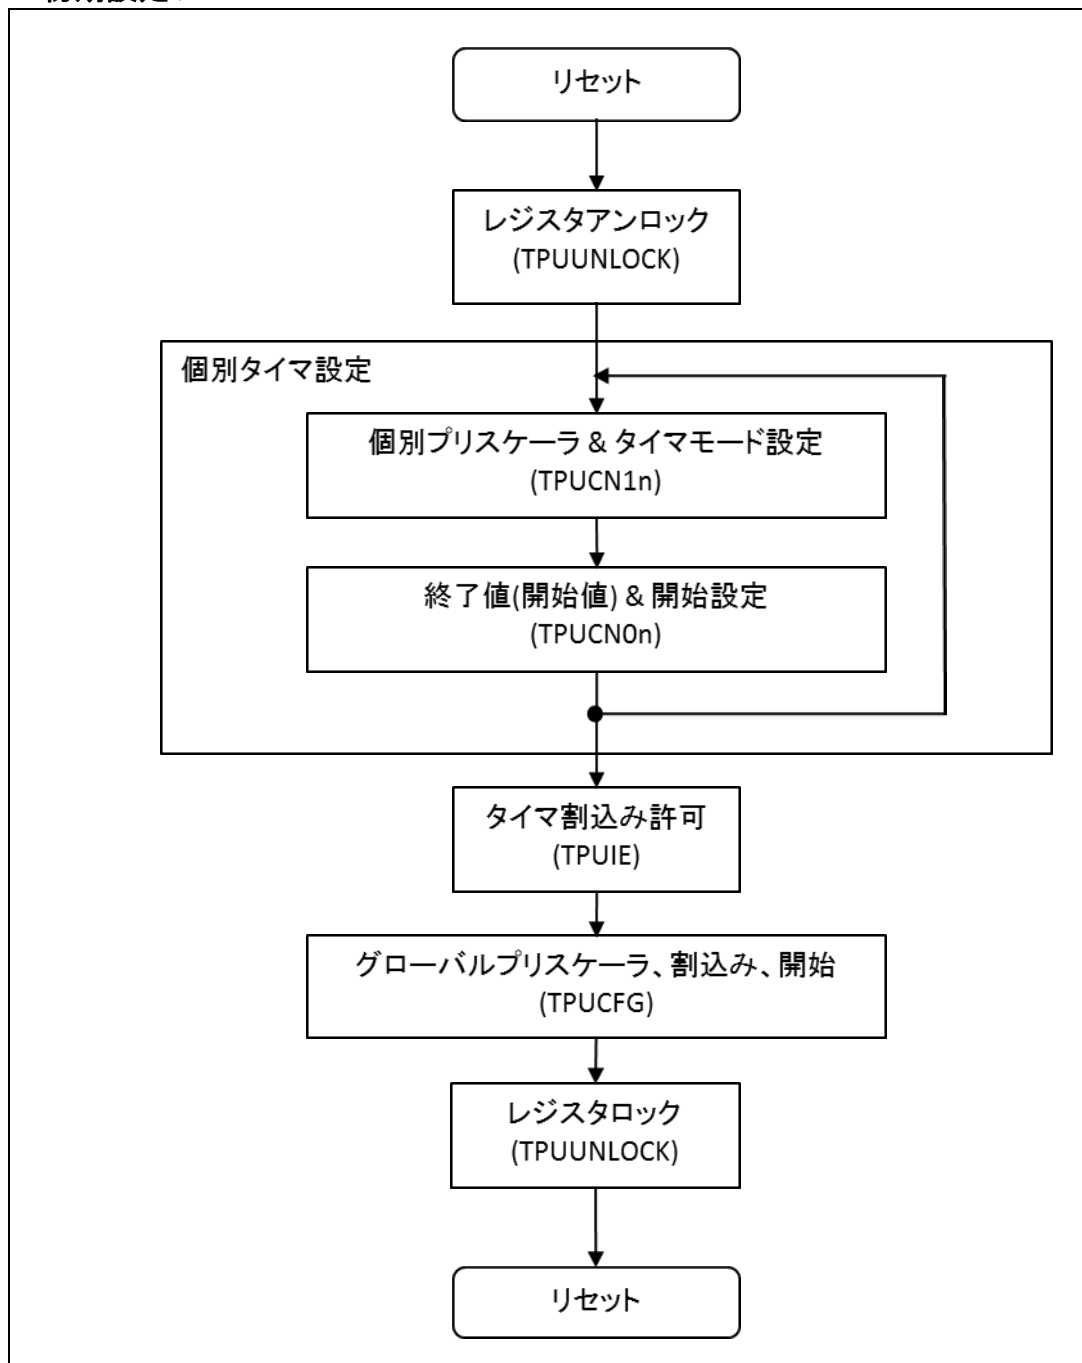 リセット
レジスタアンロック
(TPUUNLOCK)
個別タイマ設定
個別プリスケーラ & タイマモード設定
(TPUCN1n)
終了値(開始値) & 開始設定
(TPUCN0n)
タイマ割込み許可
(TPUIE)
グローバルプリスケーラ、割込み、開始
(TPUCFG)
レジスタロック
(TPUUNLOCK)
リセット